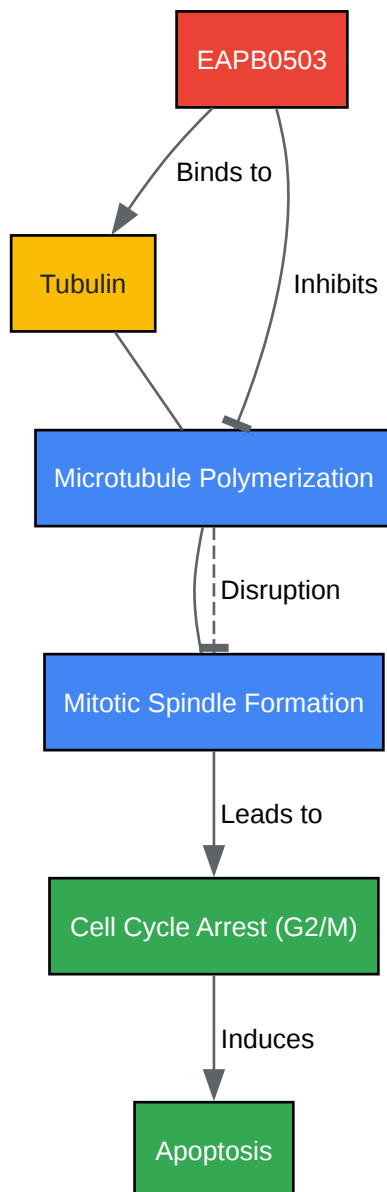 EAPB0503
Binds to
Tubulin
Inhibits
Microtubule Polymerization
Disruption
Mitotic Spindle Formation
Leads to
Cell Cycle Arrest (G2/M)
Induces
Apoptosis